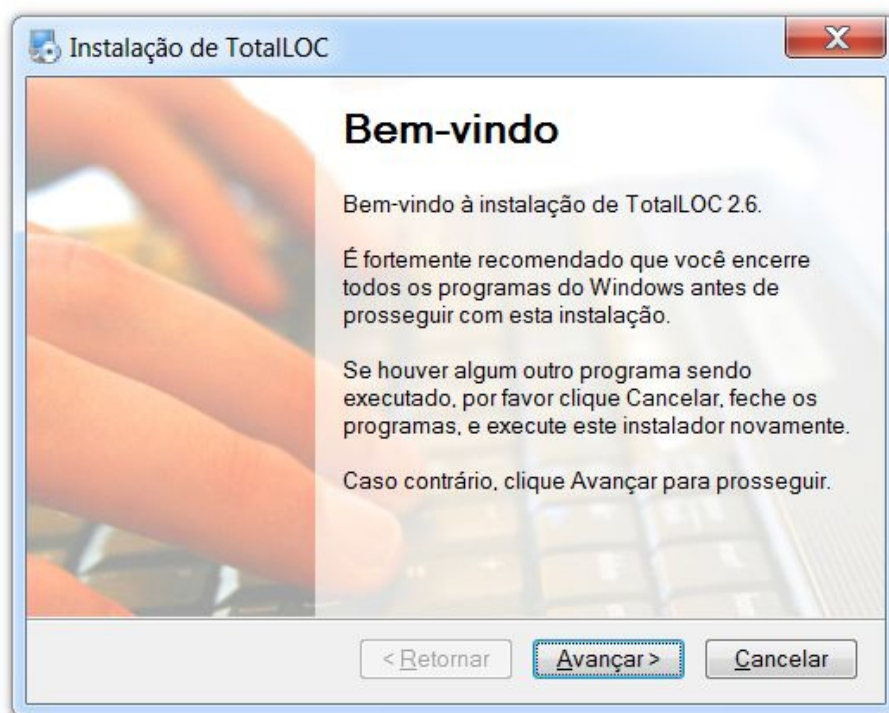 Instalação de TotalLOC
Bem-vindo
Bem-vindo à instalação de TotalLOC 2.6.
É fortemente recomendado que você encerre
todos os programas do Windows antes de
prosseguir com esta instalação.
Se houver algum outro programa sendo
executado, por favor clique Cancelar, feche os
programas, e execute este instalador novamente.
Caso contrário, clique Avançar para prosseguir.
< Retornar Avançar > Cancelar